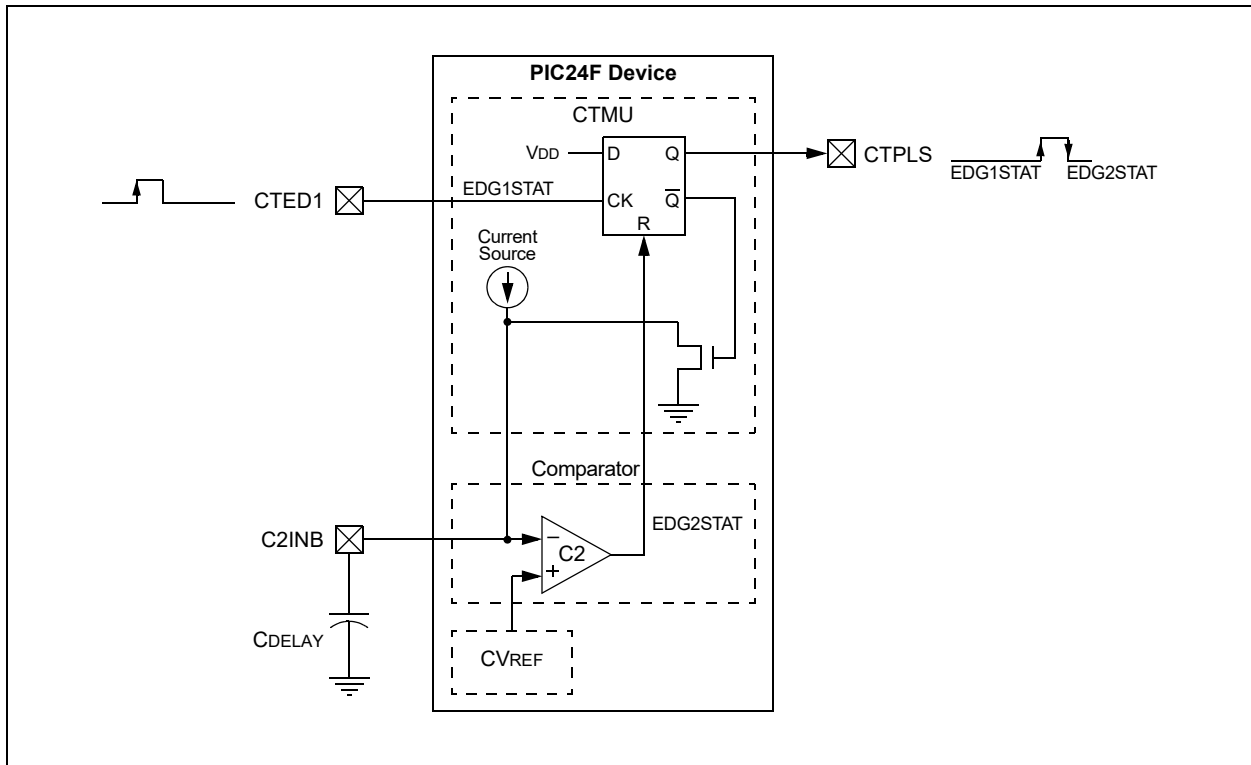 PIC24F Device
CTMU
VDD
D
Q
CTPLS
EDG1STAT
EDG2STAT
CTED1
EDG1STAT
CK
Q
R
Current
Source
Comparator
C2INB
EDG2STAT
–
C2
+
CDELAY
CVREF